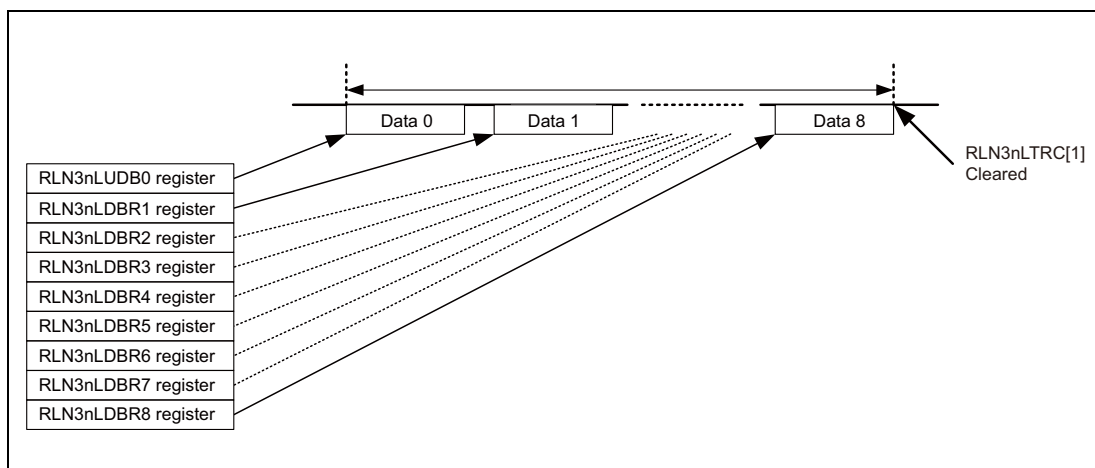 Data 0
Data 1
Data 8
RLN3nLTRC[1]
Cleared
RLN3nLUDB0 register
RLN3nLDBR1 register
RLN3nLDBR2 register
RLN3nLDBR3 register
RLN3nLDBR4 register
RLN3nLDBR5 register
RLN3nLDBR6 register
RLN3nLDBR7 register
RLN3nLDBR8 register